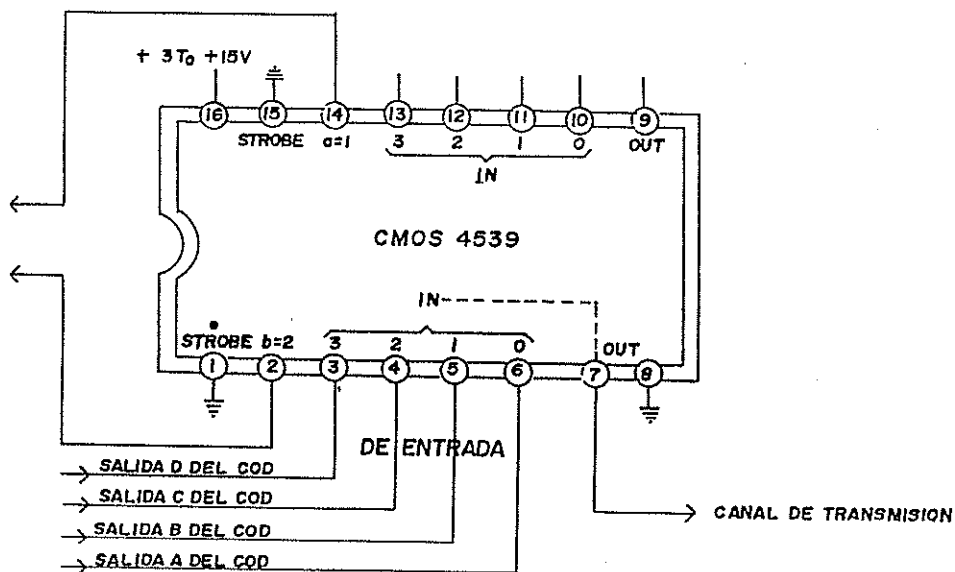 + 3To +15V
16 15 14 13 12 11 10 9
STROBE a=1 3 2 1 0 OUT
IN
CMOS 4539
IN
STROBE b=2 3 2 1 0 OUT
1 2 3 4 5 6 7 8
DE ENTRADA
SALIDA D DEL COD
SALIDA C DEL COD
CANAL DE TRANSMISION
SALIDA B DEL COD
SALIDA A DEL COD